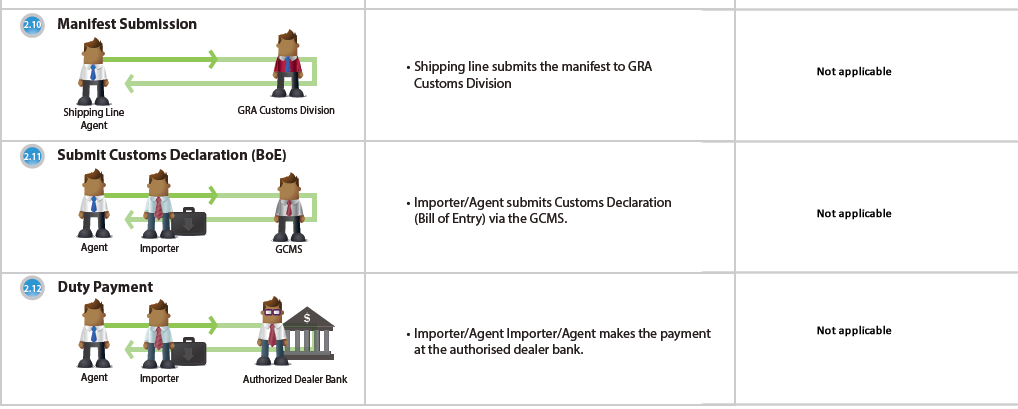 2.10 Manifest Submission
Shipping Line
Agent
GRA Customs Division
• Shipping line submits the manifest to GRA
Customs Division
Not applicable
2.11 Submit Customs Declaration (BoE)
Agent
Importer
GCMS
• Importer/Agent submits Customs Declaration
(Bill of Entry) via the GCMS.
Not applicable
2.12 Duty Payment
$
Agent
Importer
Authorized Dealer Bank
• Importer/Agent Importer/Agent makes the payment
at the authorised dealer bank.
Not applicable